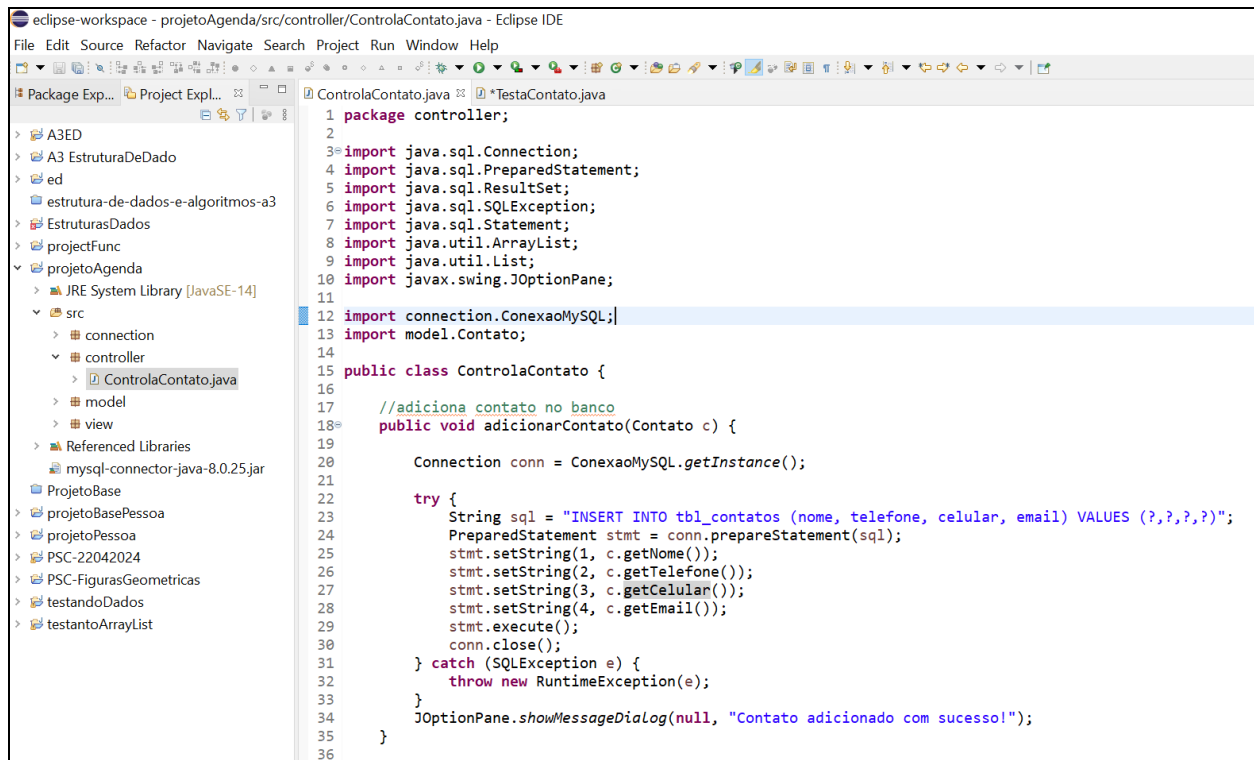 eclipse-workspace - projetoAgenda/src/controller/ControlaContato.java - Eclipse IDE
File Edit Source Refactor Navigate Search Project Run Window Help
Package Exp... Project Expl...
A3ED
A3 EstruturaDeDado
ed
estrutura-de-dados-e-algoritmos-a3
EstruturasDados
projectFunc
projetoAgenda
JRE System Library [JavaSE-14]
src
connection
controller
ControlaContato.java
model
view
Referenced Libraries
mysql-connector-java-8.0.25.jar
ProjetoBase
projetoBasePessoa
projetoPessoa
PSC-22042024
PSC-FigurasGeometricas
testandoDados
testantoArrayList
ControlaContato.java *TestaContato.java
1 package controller;
2
3 import java.sql.Connection;
4 import java.sql.PreparedStatement;
5 import java.sql.ResultSet;
6 import java.sql.SQLException;
7 import java.sql.Statement;
8 import java.util.ArrayList;
9 import java.util.List;
10 import javax.swing.JOptionPane;
11
12 import connection.ConexaoMySQL;
13 import model.Contato;
14
15 public class ControlaContato {
16
17 //adiciona contato no banco
18 public void adicionarContato(Contato c) {
19
20 Connection conn = ConexaoMySQL.getInstance();
21
22 try {
23 String sql = "INSERT INTO tbl_contatos (nome, telefone, celular, email) VALUES (?,?,?,?)";
24 PreparedStatement stmt = conn.prepareStatement(sql);
25 stmt.setString(1, c.getNome());
26 stmt.setString(2, c.getTelefone());
27 stmt.setString(3, c.getCelular());
28 stmt.setString(4, c.getEmail());
29 stmt.execute();
30 conn.close();
31 } catch (SQLException e) {
32 throw new RuntimeException(e);
33 }
34 JOptionPane.showMessageDialog(null, "Contato adicionado com sucesso!");
35 }
36